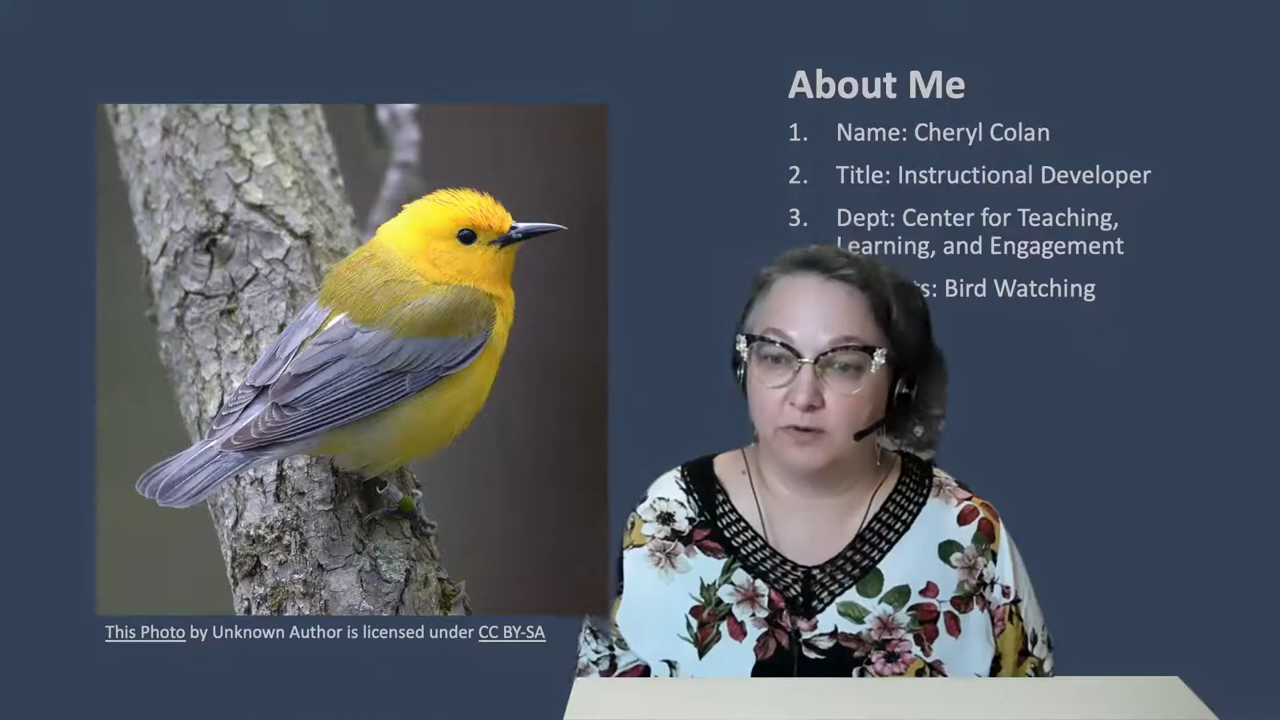 About Me
1. Name: Cheryl Colan
2. Title: Instructional Developer
3. Dept: Center for Teaching,
Learning, and Engagement
ts: Bird Watching
This Photo by Unknown Author is licensed under CC BY-SA